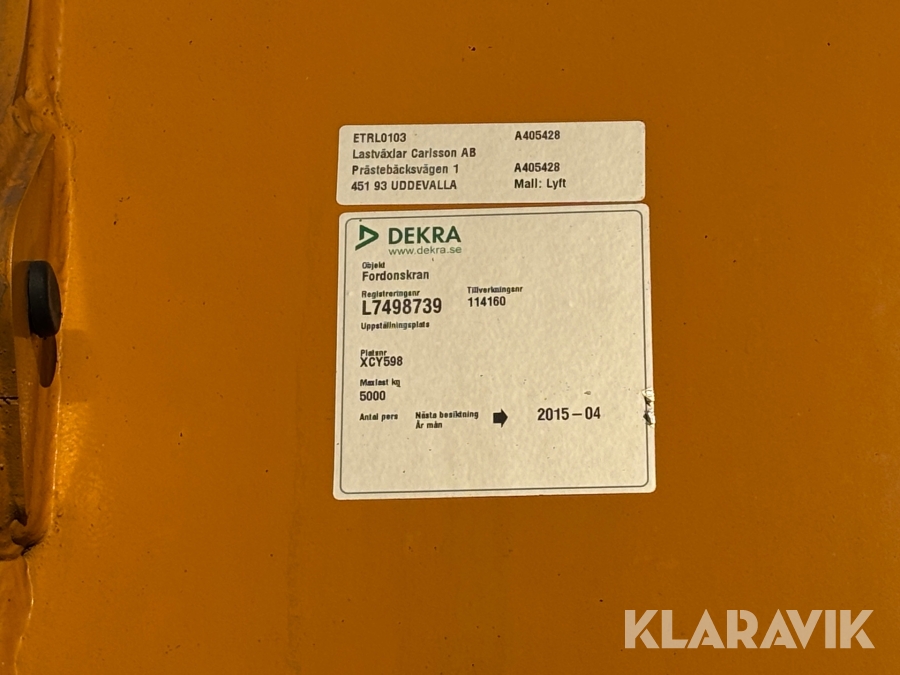 ETRL0103 A405428
Lastväxlar Carlsson AB
Prästebäcksvägen 1 A405428
451 93 UDDEVALLA Mall: Lyft
DEKRA
www.dekra.se
Objekt
Fordonskran
Registreringsnr Tillverkningsnr
L7498739 114160
Uppställningsplats
Platsnr
XCY598
Maxlast kg
5000
Antal pers Nästa besiktning 2015-04
År mån
KLARAVIK